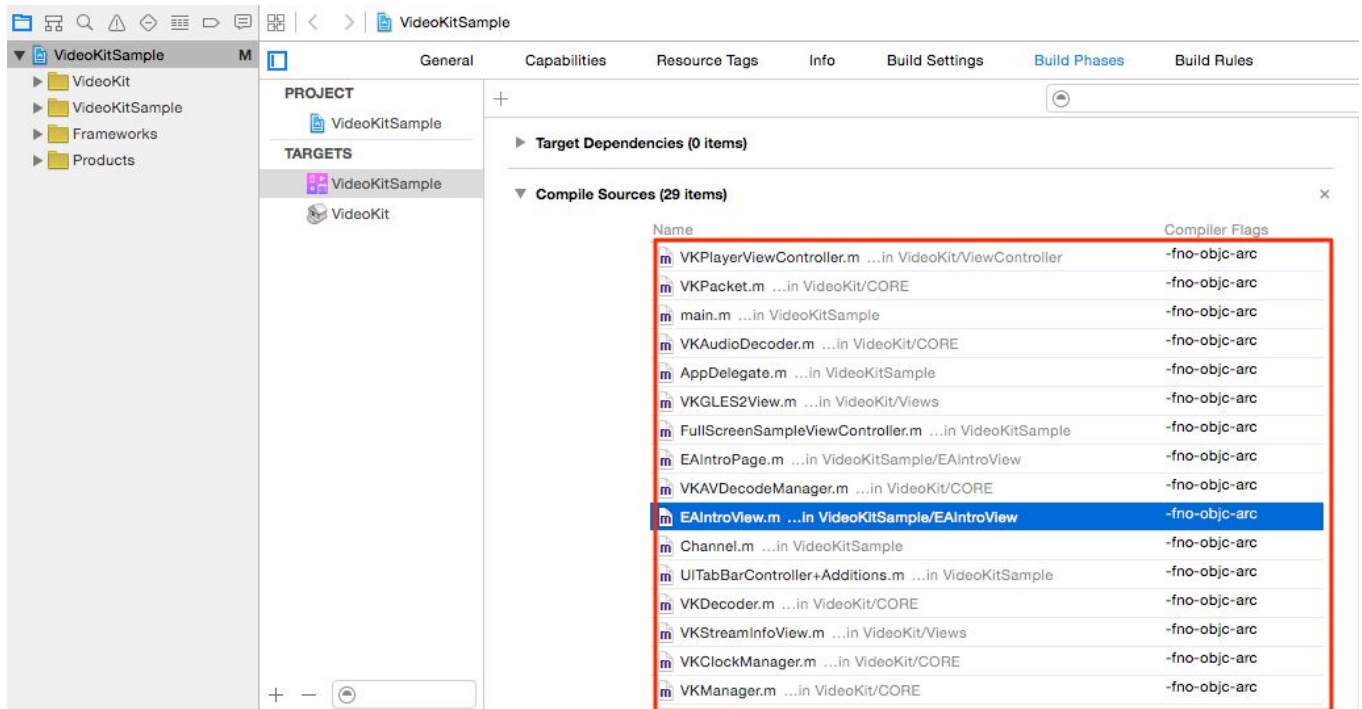 VideoKitSample
VideoKitSample M
VideoKit
VideoKitSample
Frameworks
Products
General Capabilities Resource Tags Info Build Settings Build Phases Build Rules
PROJECT
VideoKitSample
TARGETS
VideoKitSample
VideoKit
Target Dependencies (0 items)
Compile Sources (29 items)
Name Compiler Flags
VKPlayerViewController.m ...in VideoKit/ViewController -fno-objc-arc
VKPacket.m ...in VideoKit/CORE -fno-objc-arc
main.m ...in VideoKitSample -fno-objc-arc
VKAudioDecoder.m ...in VideoKit/CORE -fno-objc-arc
AppDelegate.m ...in VideoKitSample -fno-objc-arc
VKGLES2View.m ...in VideoKit/Views -fno-objc-arc
FullScreenSampleViewController.m ...in VideoKitSample -fno-objc-arc
EAIntroPage.m ...in VideoKitSample/EAIntroView -fno-objc-arc
VKAVDecodeManager.m ...in VideoKit/CORE -fno-objc-arc
EAIntroView.m ...in VideoKitSample/EAIntroView -fno-objc-arc
Channel.m ...in VideoKitSample -fno-objc-arc
UITabBarController+Additions.m ...in VideoKitSample -fno-objc-arc
VKDecoder.m ...in VideoKit/CORE -fno-objc-arc
VKStreamInfoView.m ...in VideoKit/Views -fno-objc-arc
VKClockManager.m ...in VideoKit/CORE -fno-objc-arc
VKManager.m ...in VideoKit/CORE -fno-objc-arc